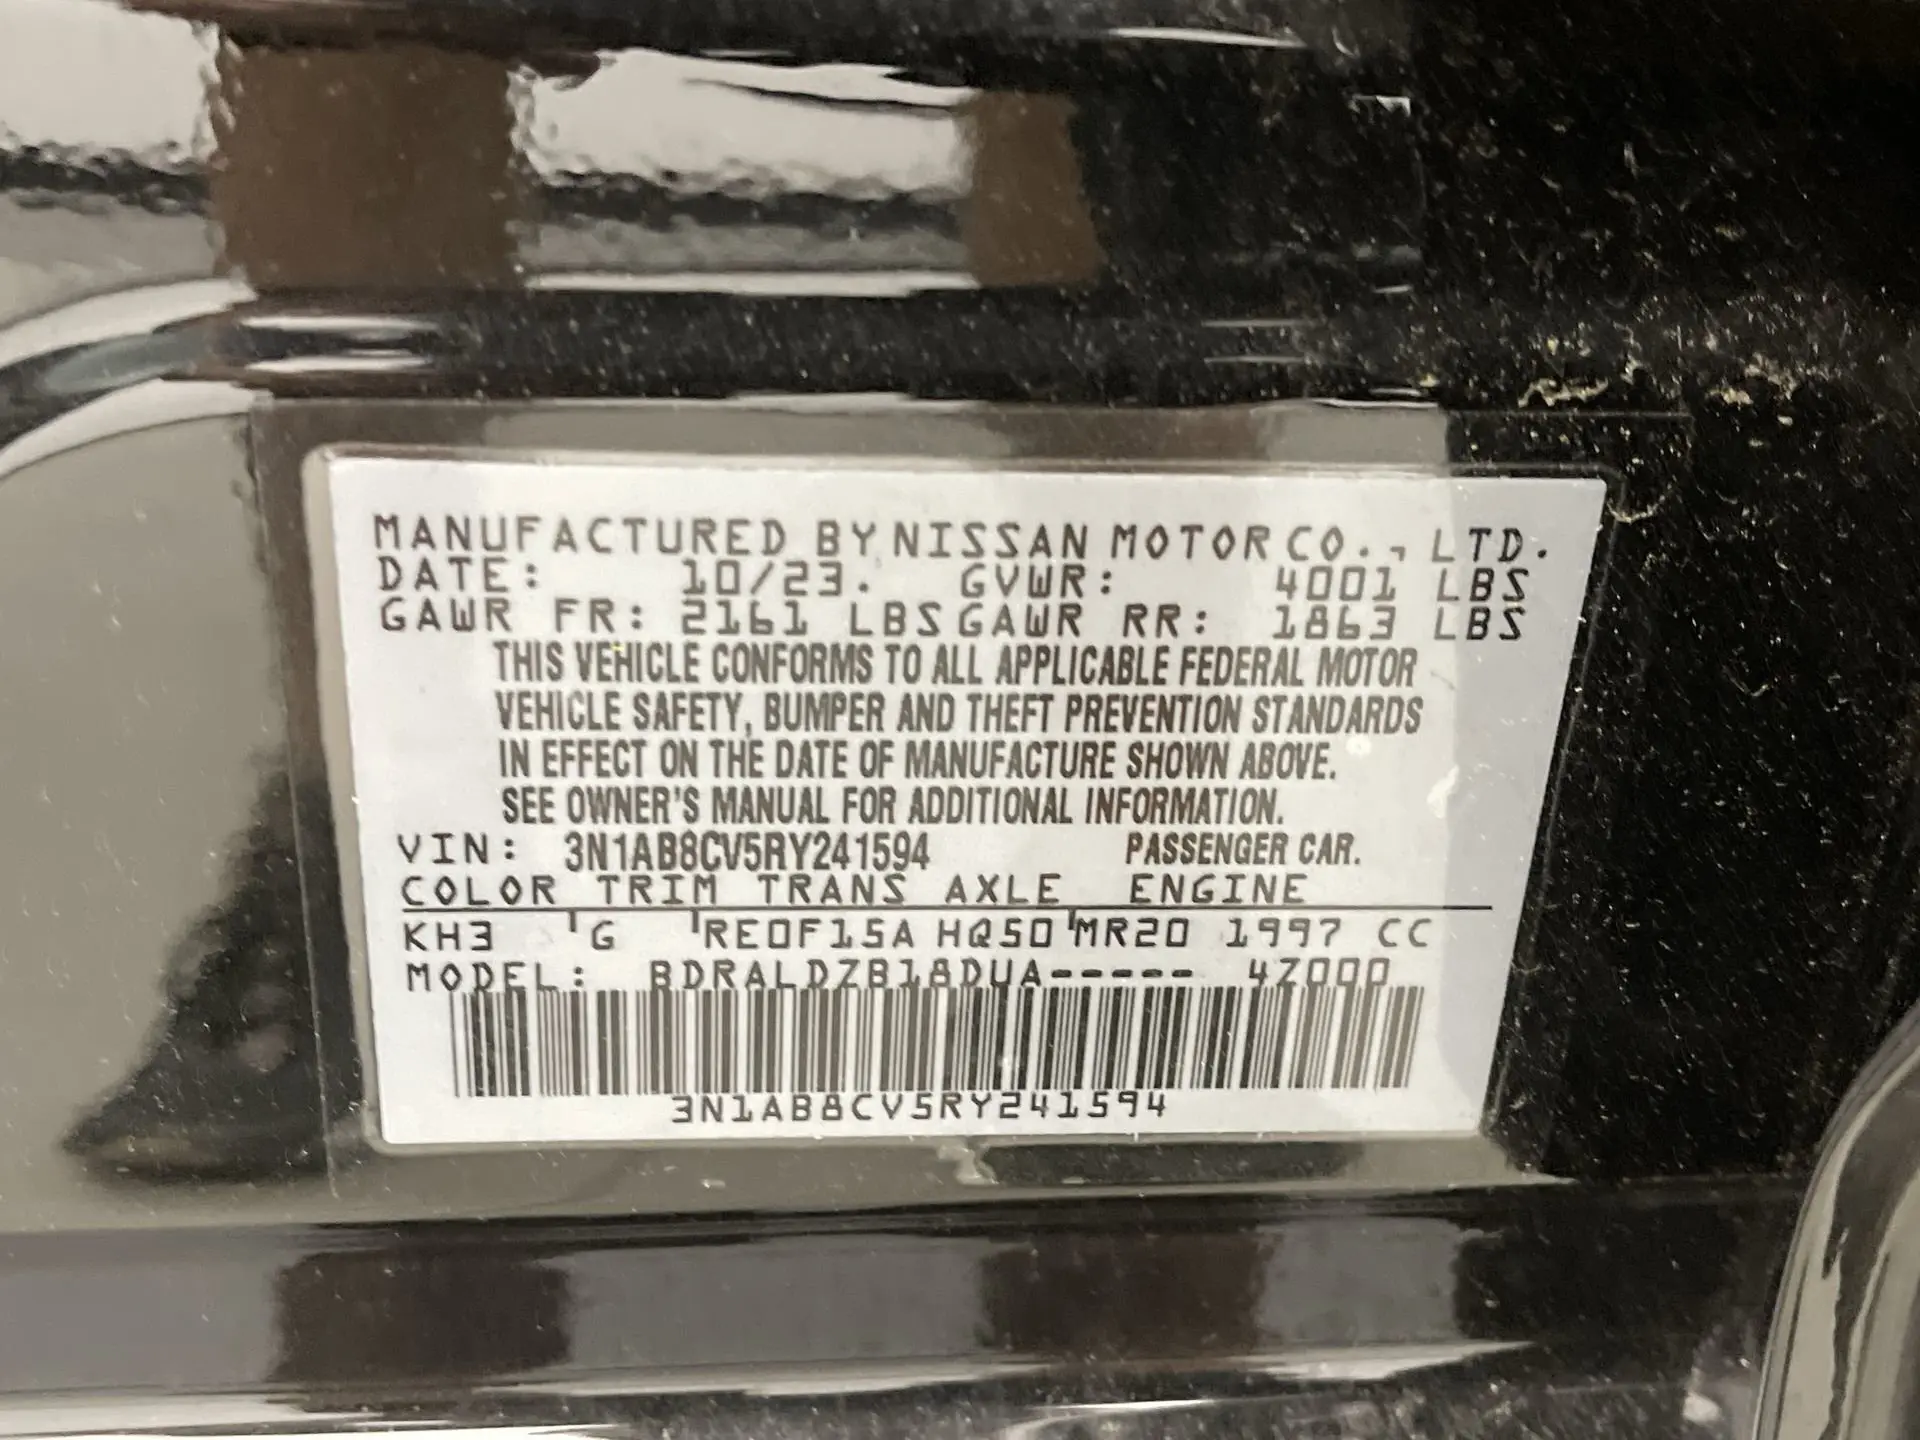 MANUFACTURED BY NISSAN MOTOR CO., LTD.
DATE: 10/23. GVWR: 4001 LBS
GAWR FR: 2161 LBS GAWR RR: 1863 LBS
THIS VEHICLE CONFORMS TO ALL APPLICABLE FEDERAL MOTOR
VEHICLE SAFETY, BUMPER AND THEFT PREVENTION STANDARDS
IN EFFECT ON THE DATE OF MANUFACTURE SHOWN ABOVE.
SEE OWNER'S MANUAL FOR ADDITIONAL INFORMATION.
VIN: 3N1AB8CV5RY241594 PASSENGER CAR.
COLOR TRIM TRANS AXLE ENGINE
KH3 G RE0F15A HQ50 MR20 1997 CC
MODEL: BDRALDZB18DUA----- 4Z000
3N1AB8CV5RY241594